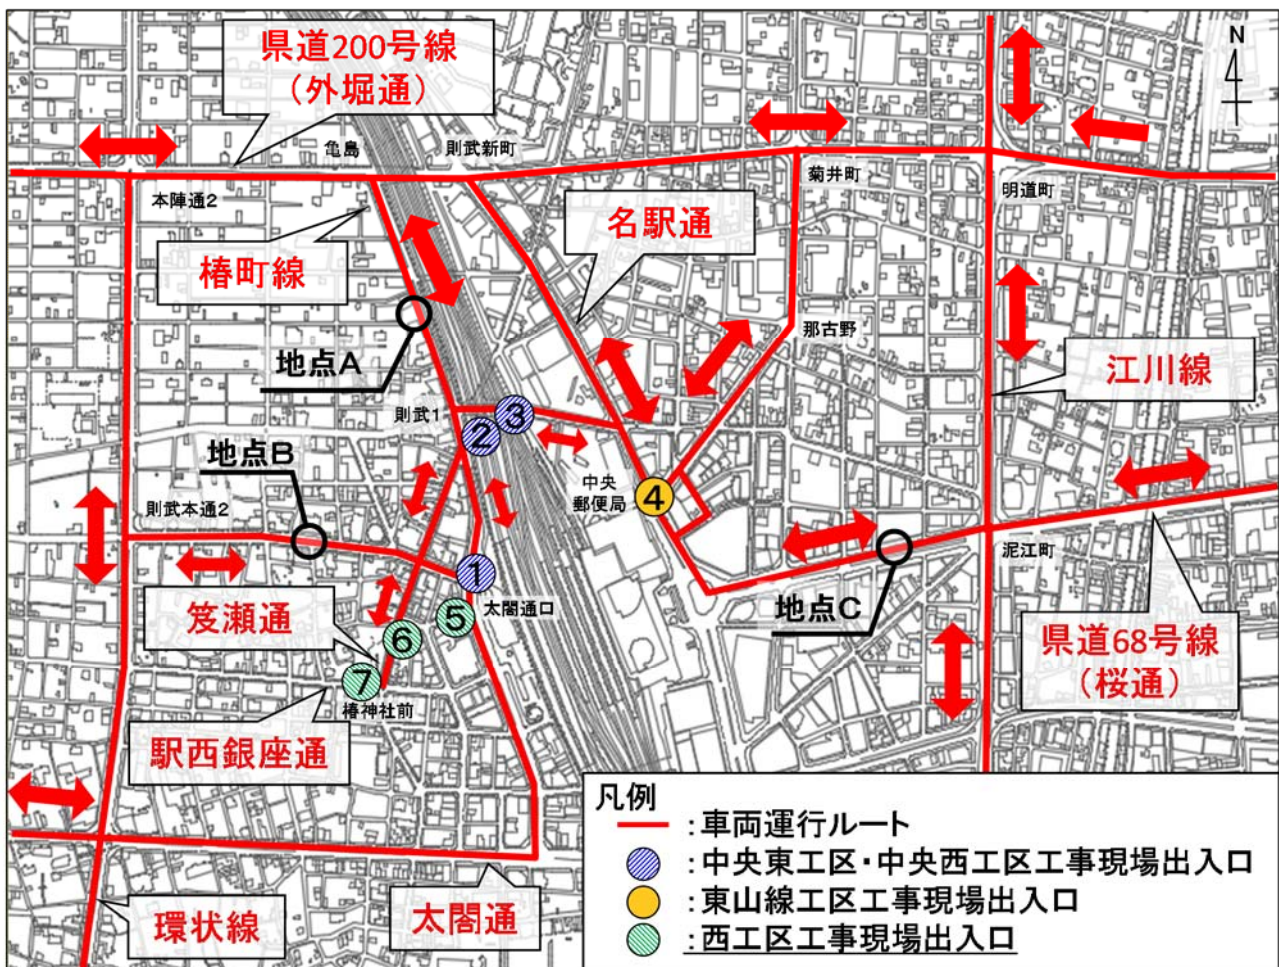 県道200号線
（外堀通）
N
亀島
則武新町
本陣通2
菊井町
明道町
名駅通
椿町線
那古野
地点A
江川線
則武1
③
②
地点B
中央
郵便局
④
則武本通2
泥江町
①
太閤通口
地点C
⑤
笈瀬通
⑥
県道68号線
（桜通）
⑦
椿神社前
駅西銀座通
凡例
：車両運行ルート
：中央東工区・中央西工区工事現場出入口
：東山線工区工事現場出入口
：西工区工事現場出入口
太閤通
環状線